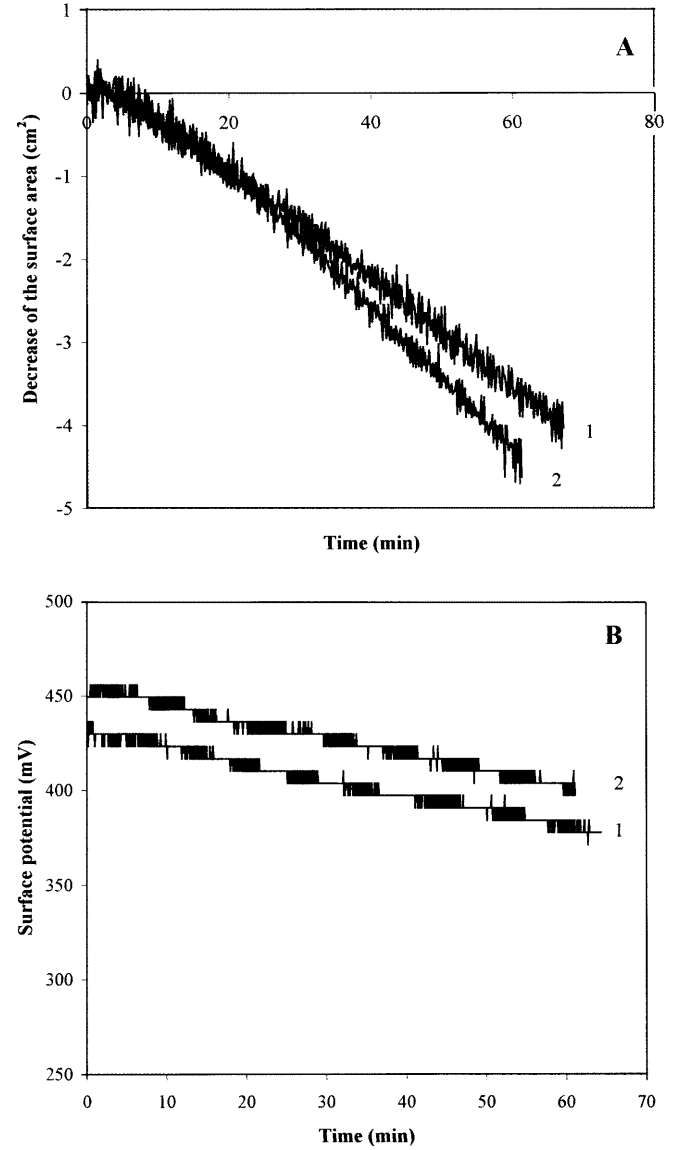 1
A
0
0 20 40 60 80
-1
-2
-3
-4
1
2
-5
Decrease of the surface area (cm²)
Time (min)
500
B
450
400
2
1
350
300
250
0 10 20 30 40 50 60 70
Surface potential (mV)
Time (min)